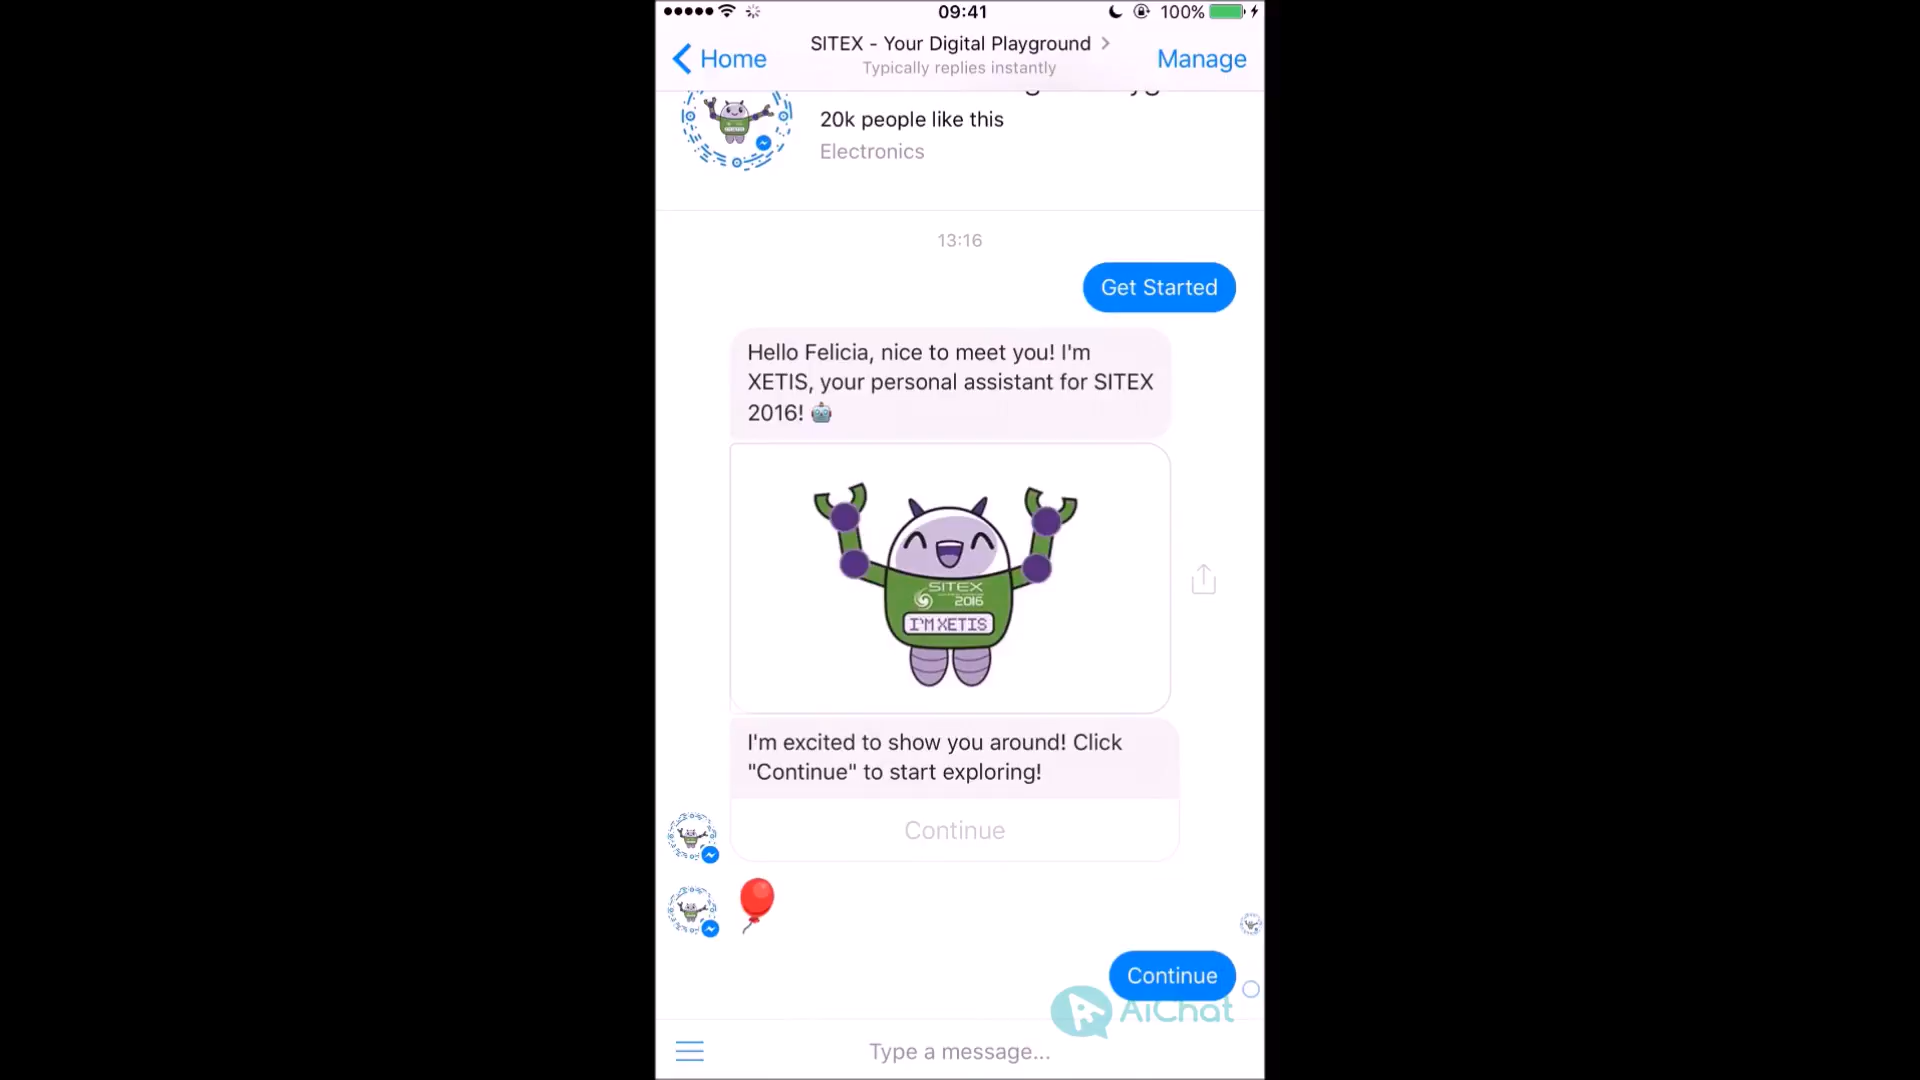 09:41
100%
Home
SITEX - Your Digital Playground
Typically replies instantly
Manage
20k people like this
Electronics
13:16
Get Started
Hello Felicia, nice to meet you! I'm
XETIS, your personal assistant for SITEX
2016!
SITEX
2016
I'M XETIS
I'm excited to show you around! Click
"Continue" to start exploring!
Continue
Continue
AiChat
Type a message...